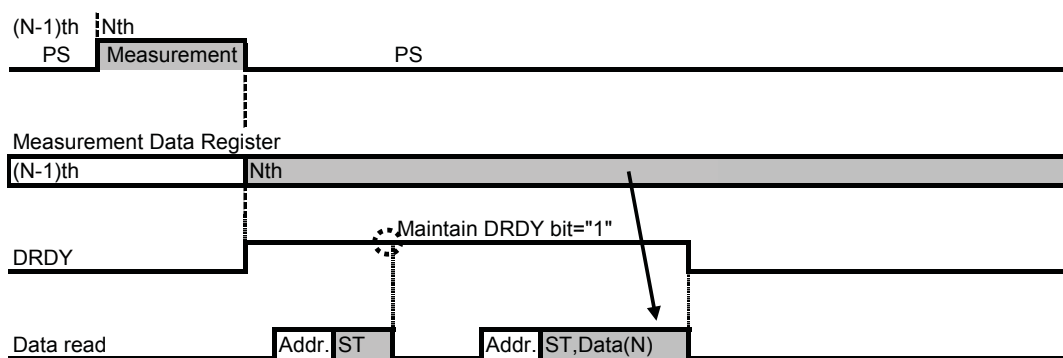 (N-1)th Nth
PS Measurement PS
Measurement Data Register
(N-1)th Nth
Maintain DRDY bit="1"
DRDY
Data read Addr. ST Addr. ST,Data(N)